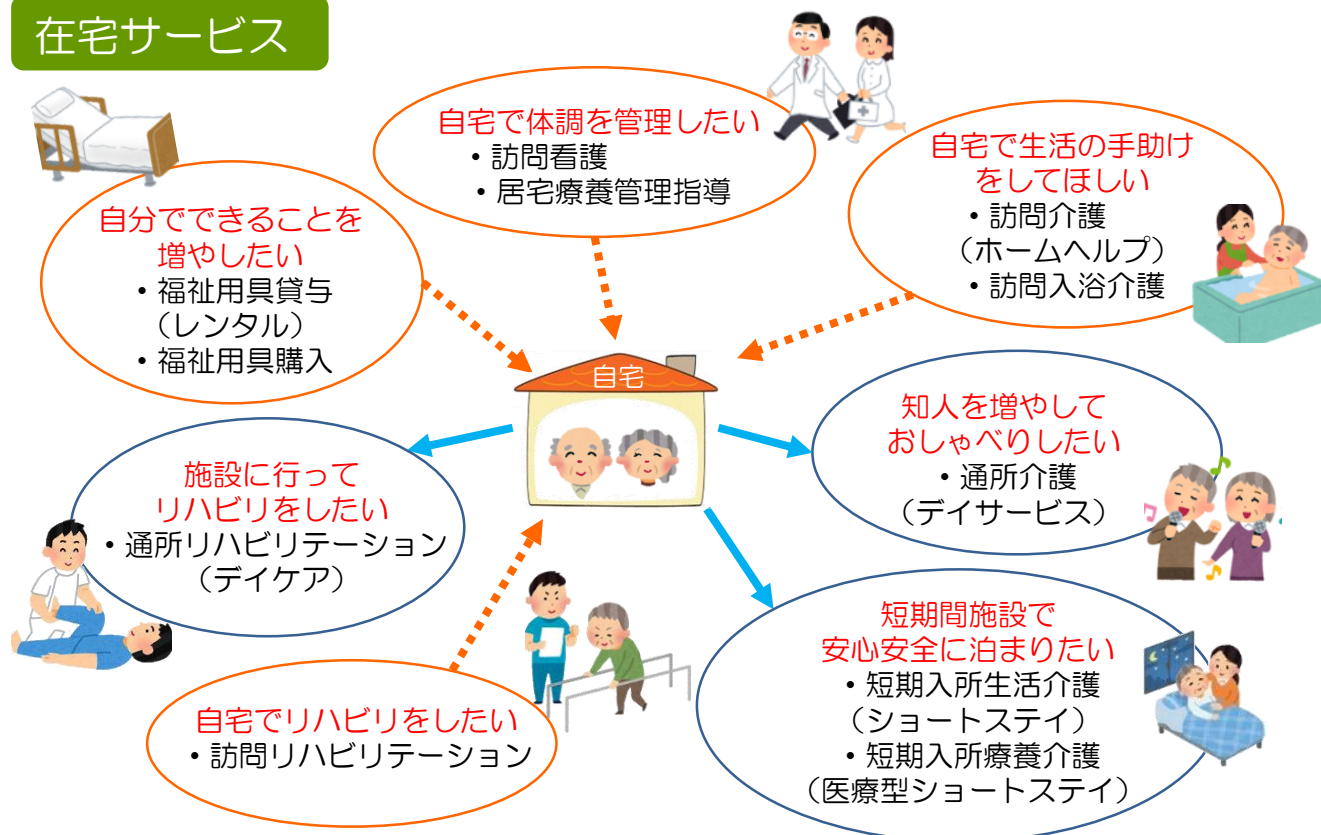 在宅サービス
自宅で体調を管理したい
・訪問看護
・居宅療養管理指導
自宅で生活の手助け
をしてほしい
・訪問介護
（ホームヘルプ）
・訪問入浴介護
自分でできることを
増やしたい
・福祉用具貸与
（レンタル）
・福祉用具購入
自宅
知人を増やして
おしゃべりしたい
・通所介護
（デイサービス）
施設に行って
リハビリをしたい
・通所リハビリテーション
（デイケア）
短期間施設で
安心安全に泊まりたい
・短期入所生活介護
（ショートステイ）
・短期入所療養介護
（医療型ショートステイ）
自宅でリハビリをしたい
・訪問リハビリテーション